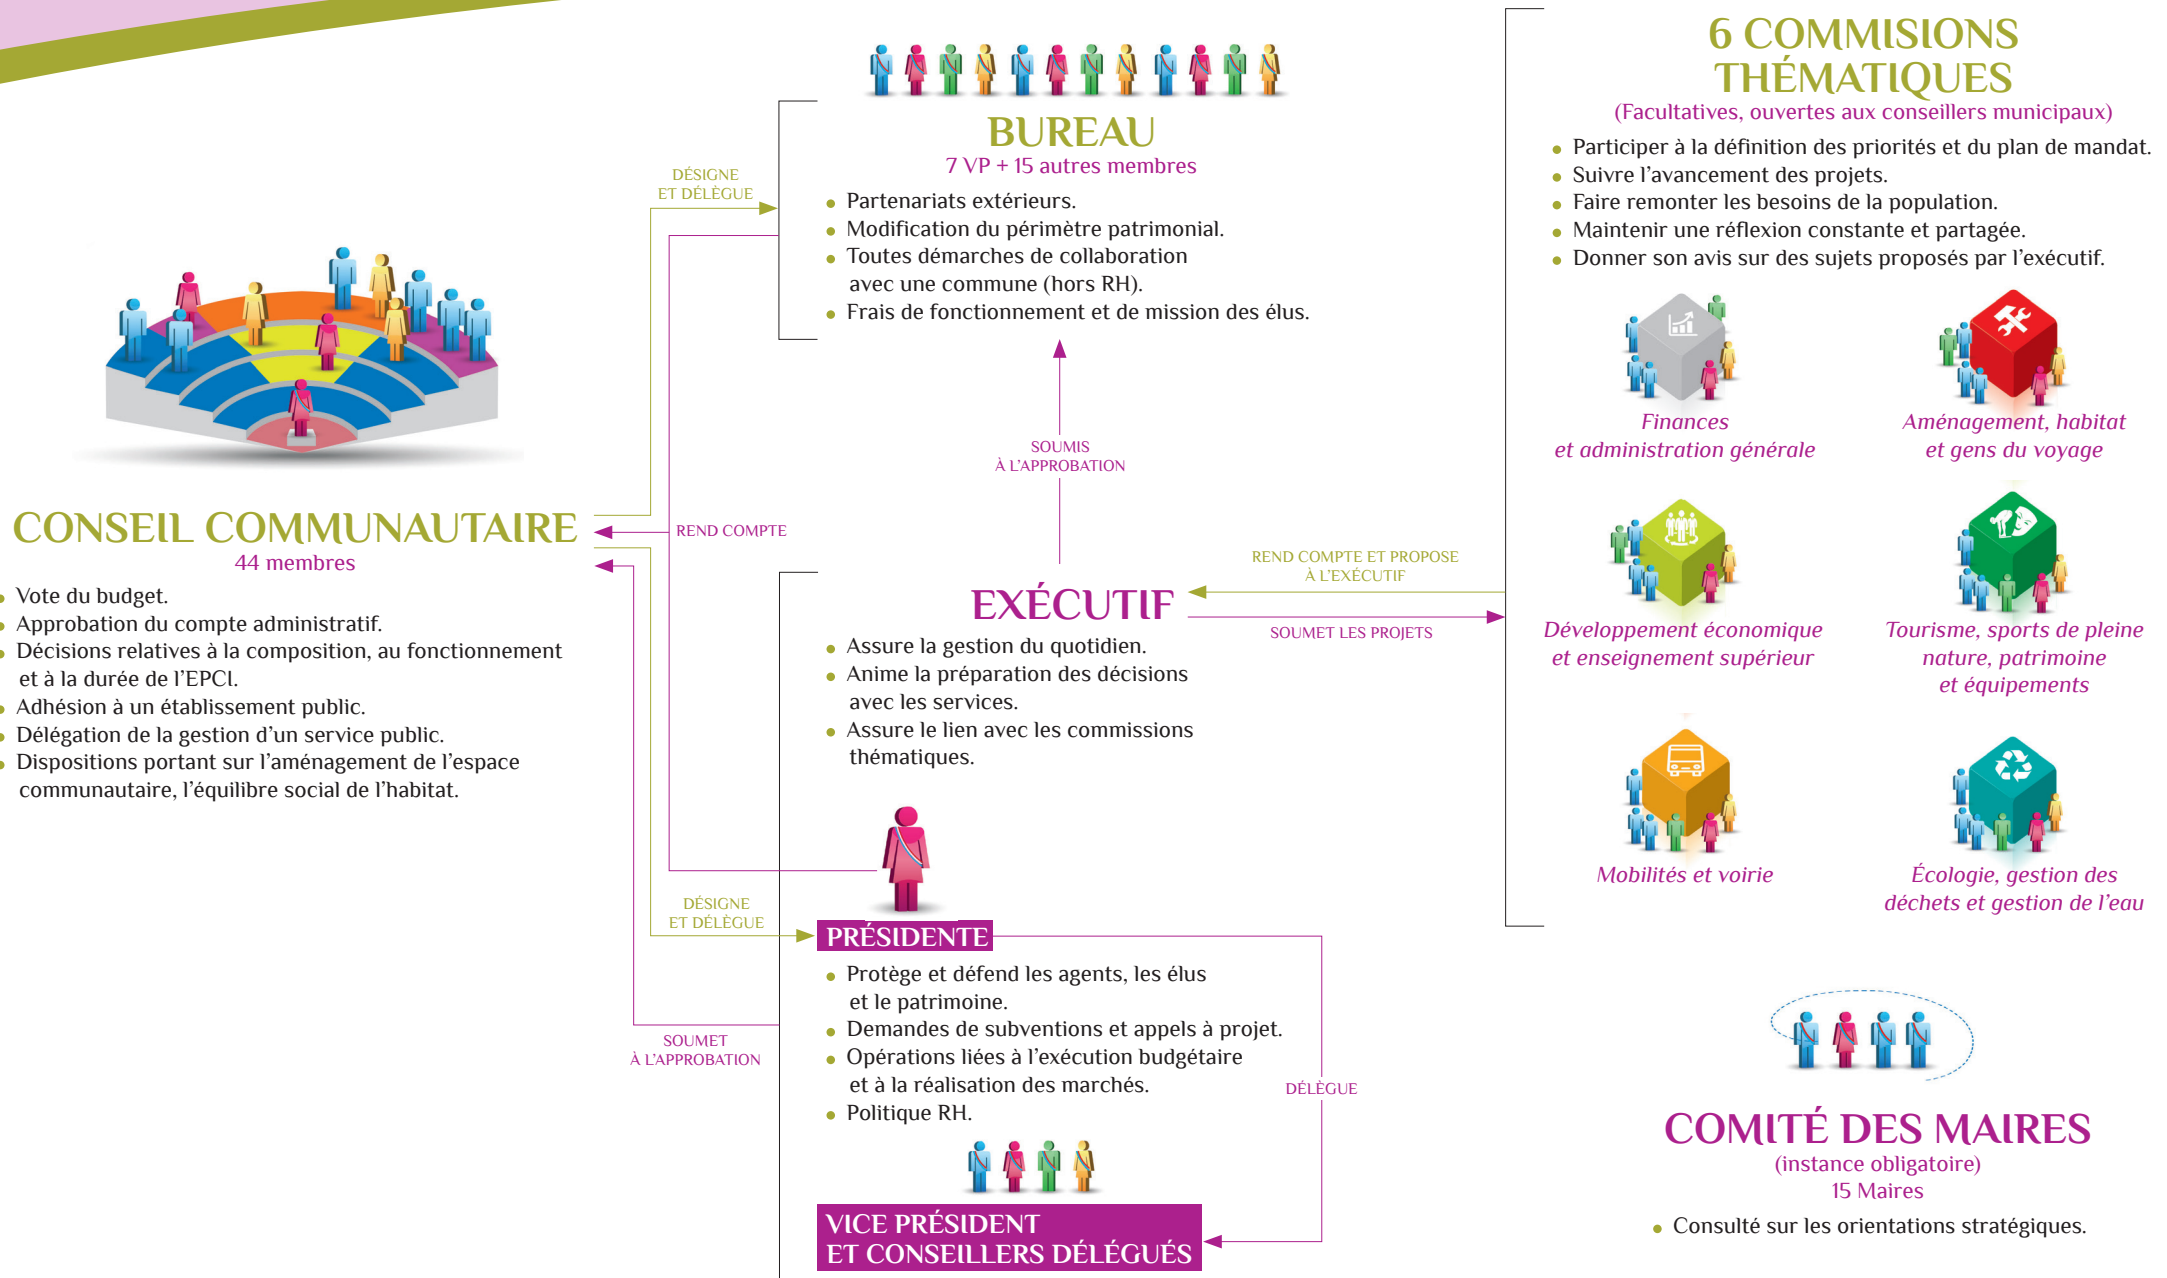 BUREAU
7 VP + 15 autres membres
• Partenariats extérieurs.
• Modification du périmètre patrimonial.
• Toutes démarches de collaboration
avec une commune (hors RH).
• Frais de fonctionnement et de mission des élus.
DÉSIGNE
ET DÉLÈGUE
SOUMIS
À L'APPROBATION
REND COMPTE
CONSEIL COMMUNAUTAIRE
44 membres
• Vote du budget.
• Approbation du compte administratif.
• Décisions relatives à la composition, au fonctionnement
et à la durée de l'EPCI.
• Adhésion à un établissement public.
• Délégation de la gestion d'un service public.
• Dispositions portant sur l'aménagement de l'espace
communautaire, l'équilibre social de l'habitat.
EXÉCUTIF
• Assure la gestion du quotidien.
• Anime la préparation des décisions
avec les services.
• Assure le lien avec les commissions
thématiques.
REND COMPTE ET PROPOSE
À L'EXÉCUTIF
SOUMET LES PROJETS
DÉSIGNE
ET DÉLÈGUE
SOUMET
À L'APPROBATION
PRÉSIDENTE
• Protège et défend les agents, les élus
et le patrimoine.
• Demandes de subventions et appels à projet.
• Opérations liées à l'exécution budgétaire
et à la réalisation des marchés.
• Politique RH.
DÉLÈGUE
VICE PRÉSIDENT
ET CONSEILLERS DÉLÉGUÉS
6 COMMISIONS
THÉMATIQUES
(Facultatives, ouvertes aux conseillers municipaux)
• Participer à la définition des priorités et du plan de mandat.
• Suivre l'avancement des projets.
• Faire remonter les besoins de la population.
• Maintenir une réflexion constante et partagée.
• Donner son avis sur des sujets proposés par l'exécutif.
Finances
et administration générale
Aménagement, habitat
et gens du voyage
Développement économique
et enseignement supérieur
Tourisme, sports de pleine
nature, patrimoine
et équipements
Mobilités et voirie
Écologie, gestion des
déchets et gestion de l'eau
COMITÉ DES MAIRES
(instance obligatoire)
15 Maires
• Consulté sur les orientations stratégiques.